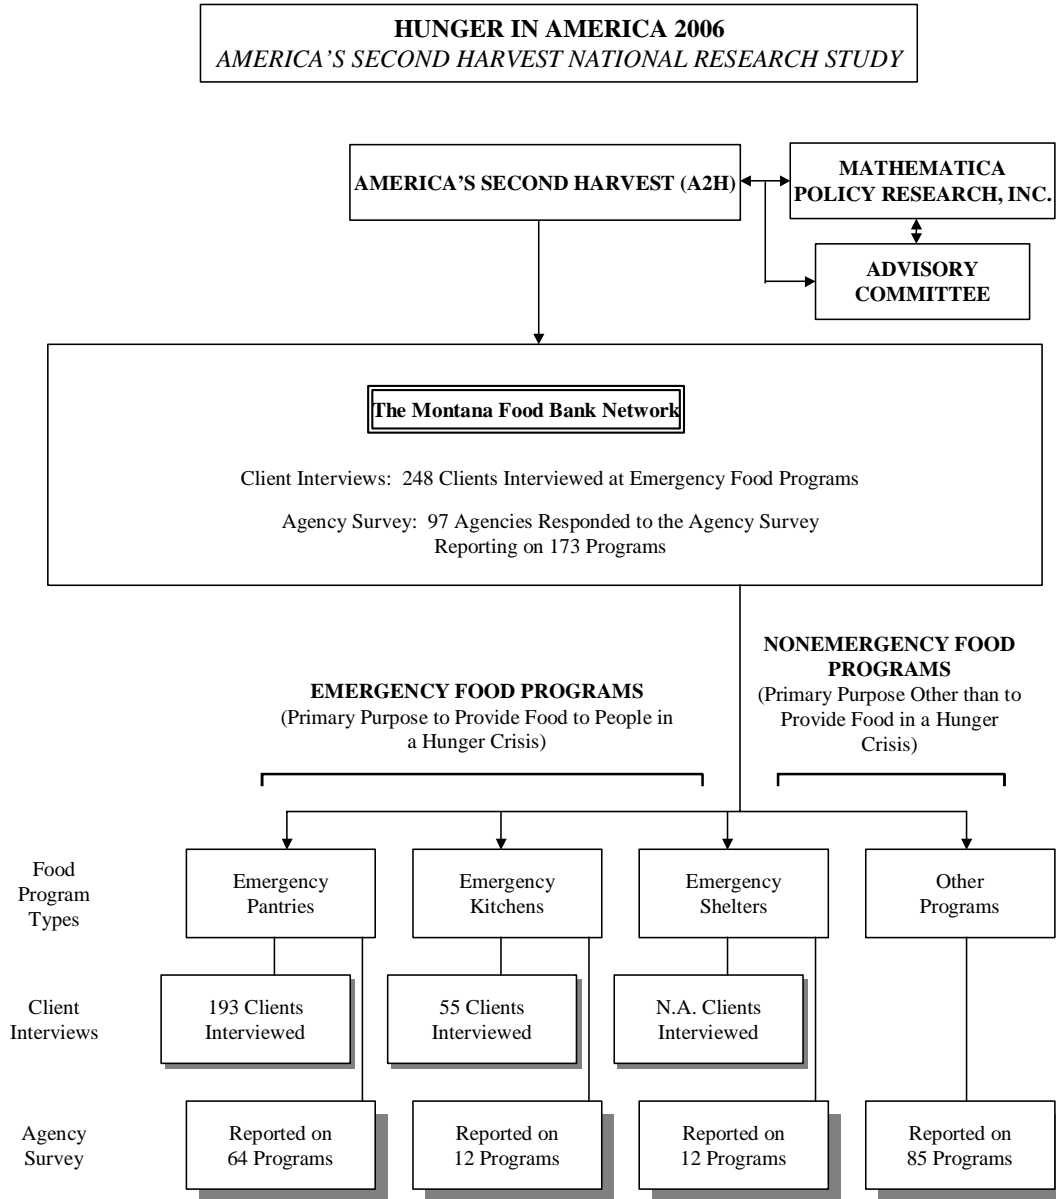 HUNGER IN AMERICA 2006
AMERICA'S SECOND HARVEST NATIONAL RESEARCH STUDY
AMERICA'S SECOND HARVEST (A2H)
MATHEMATICA
POLICY RESEARCH, INC.
ADVISORY
COMMITTEE
The Montana Food Bank Network
Client Interviews: 248 Clients Interviewed at Emergency Food Programs
Agency Survey: 97 Agencies Responded to the Agency Survey
Reporting on 173 Programs
EMERGENCY FOOD PROGRAMS
(Primary Purpose to Provide Food to People in
a Hunger Crisis)
NONEMERGENCY FOOD
PROGRAMS
(Primary Purpose Other than to
Provide Food in a Hunger
Crisis)
Food
Program
Types
Emergency
Pantries
Emergency
Kitchens
Emergency
Shelters
Other
Programs
Client
Interviews
193 Clients
Interviewed
55 Clients
Interviewed
N.A. Clients
Interviewed
Agency
Survey
Reported on
64 Programs
Reported on
12 Programs
Reported on
12 Programs
Reported on
85 Programs